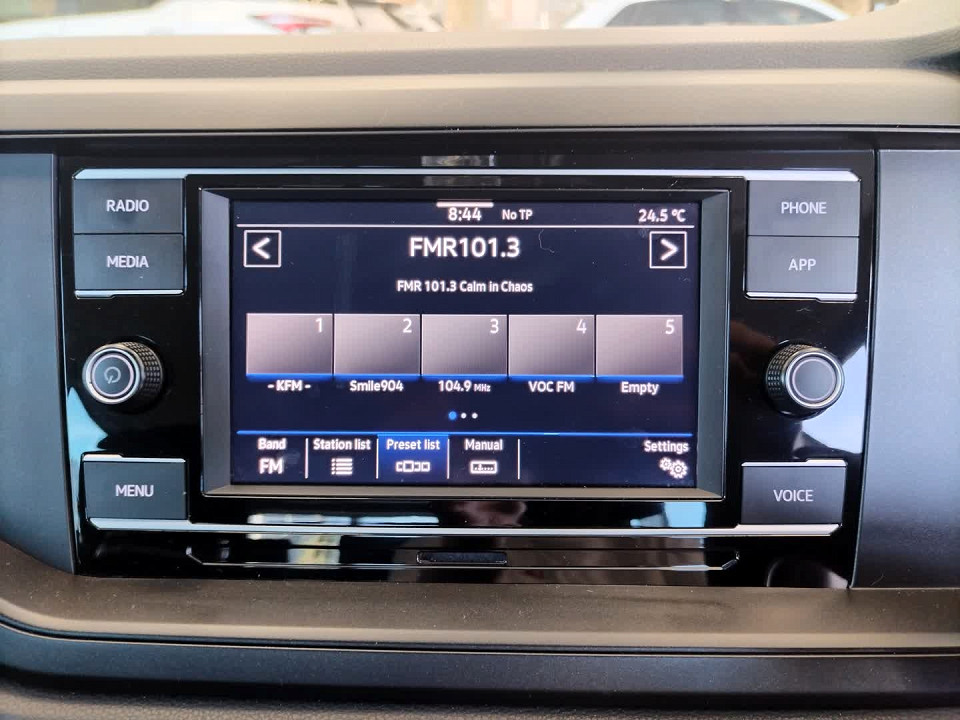 RADIO
MEDIA
MENU
8:44 No TP 24.5 °C
< FMR101.3 >
FMR 101.3 Calm in Chaos
1 2 3 4 5
- KFM - Smile904 104.9 MHz VOC FM Empty
Band Station list Preset list Manual Settings
FM
PHONE
APP
VOICE